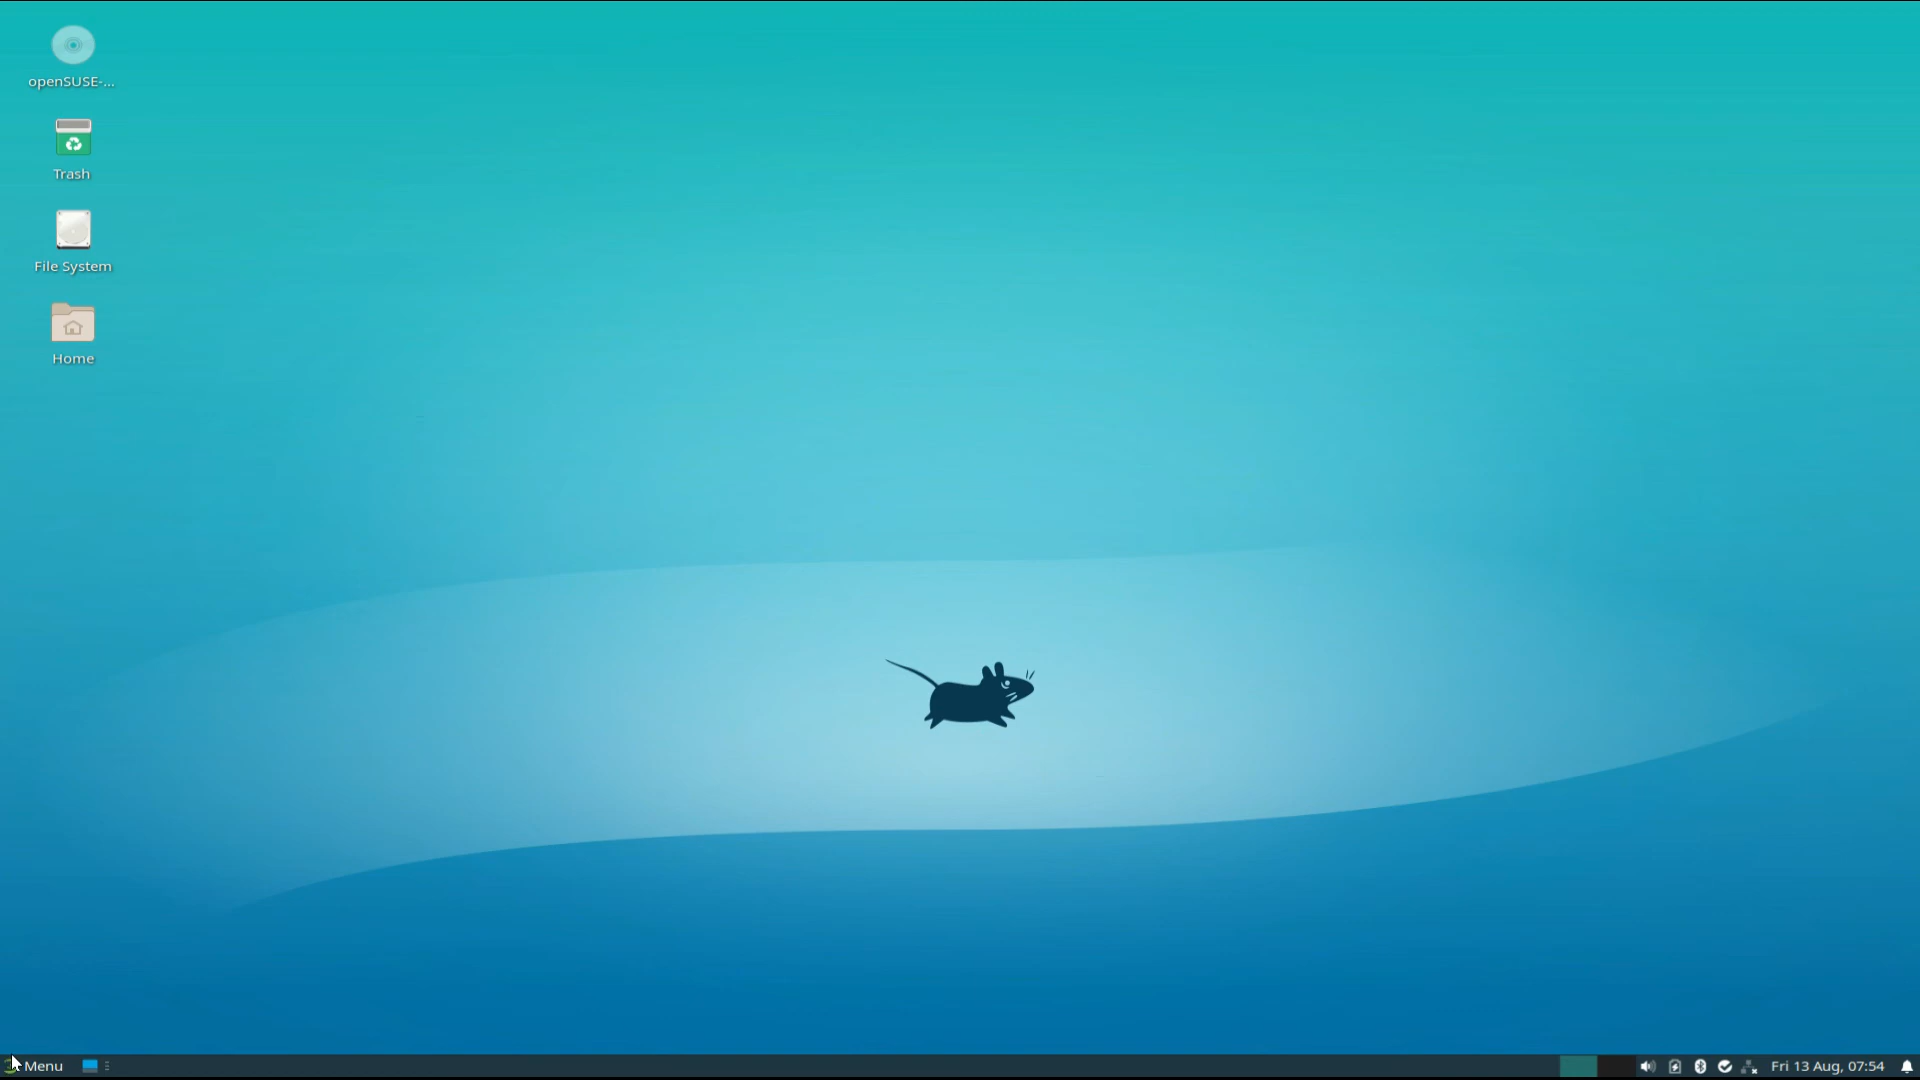 openSUSE-...
Trash
File System
Home
Menu
Fri 13 Aug, 07:54